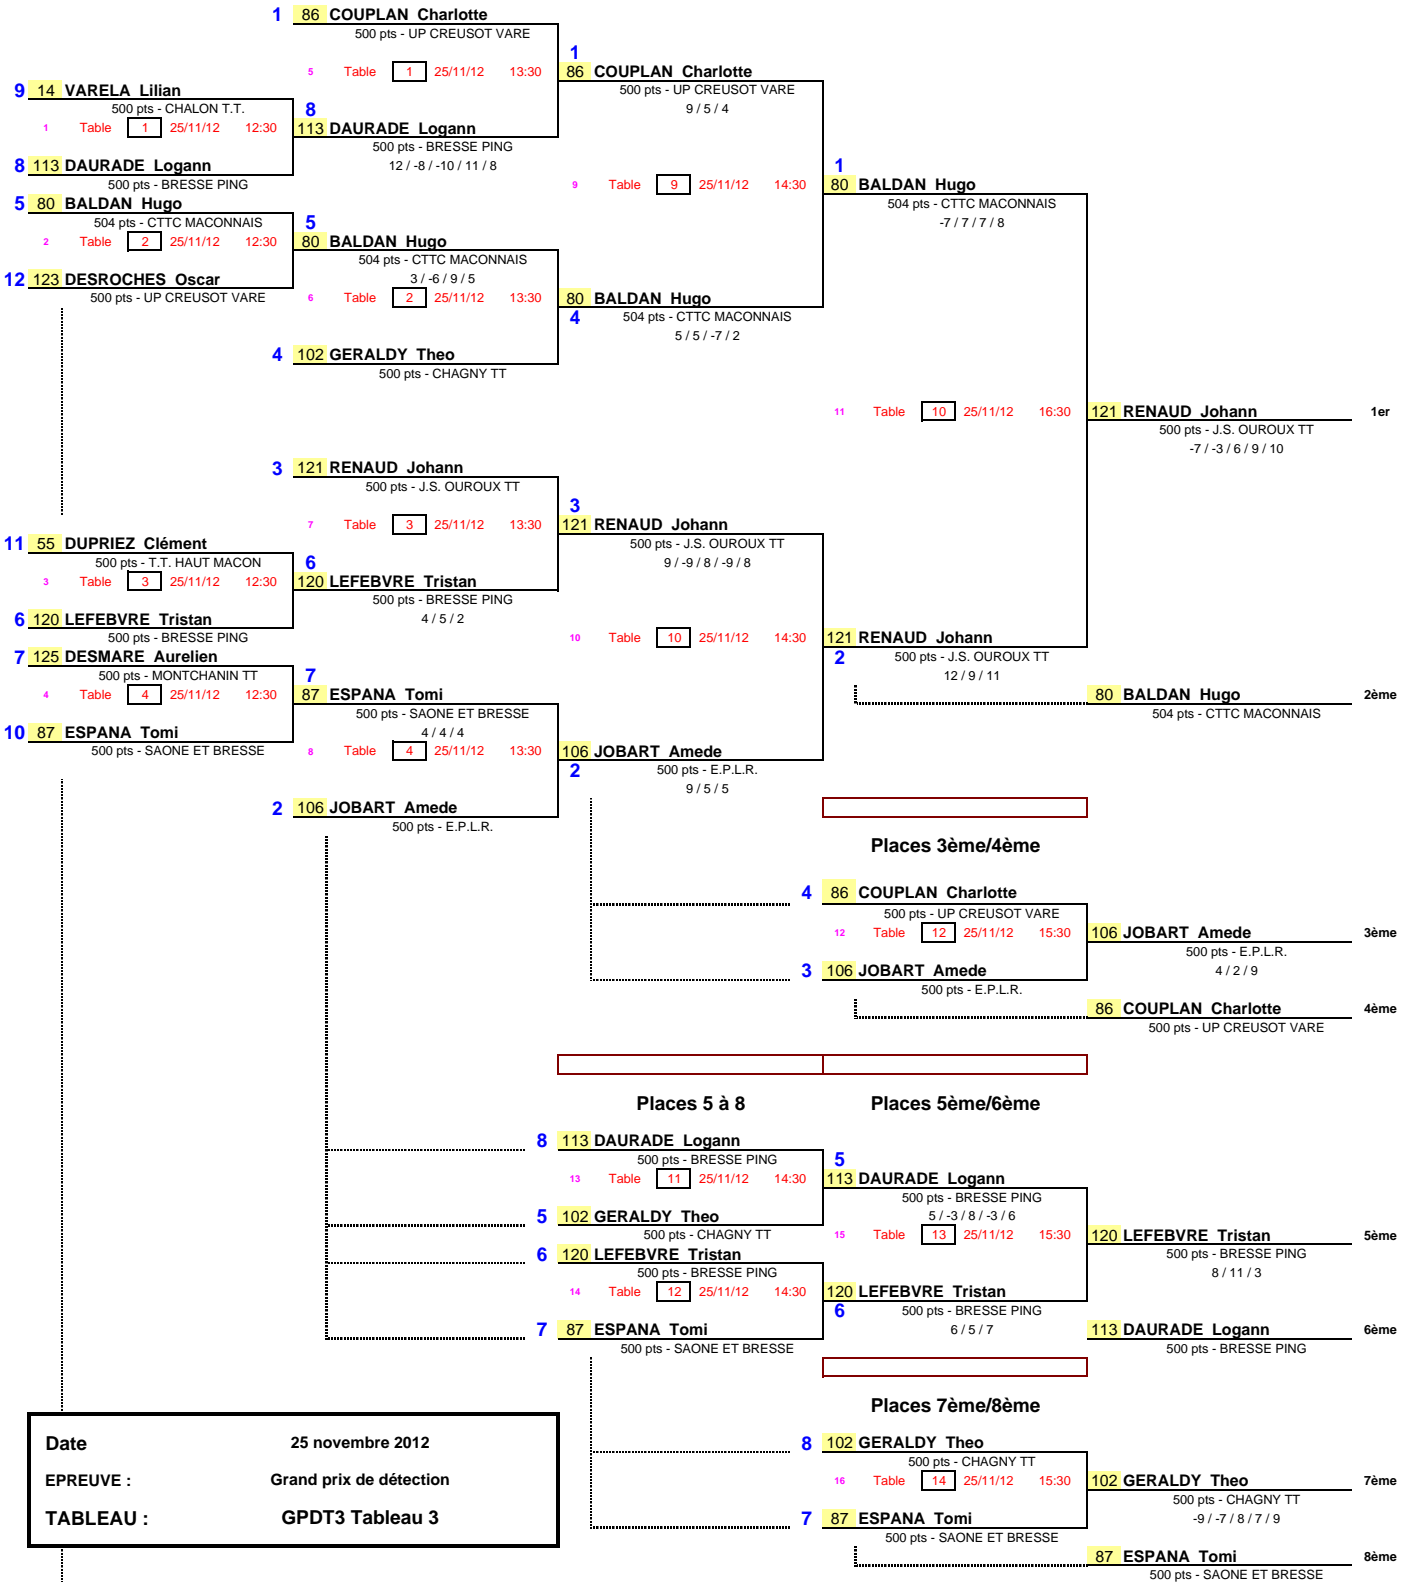 1 86 COUPLAN Charlotte
500 pts - UP CREUSOT VARE
1
5 Table 1 25/11/12 13:30 86 COUPLAN Charlotte
9 14 VARELA Lilian 500 pts - UP CREUSOT VARE
500 pts - CHALON T.T. 8 9 / 5 / 4
1 Table 1 25/11/12 12:30 113 DAURADE Logann
500 pts - BRESSE PING
8 113 DAURADE Logann 12 / -8 / -10 / 11 / 8 1
500 pts - BRESSE PING 9 Table 9 25/11/12 14:30 80 BALDAN Hugo
5 80 BALDAN Hugo 504 pts - CTTC MACONNAIS
504 pts - CTTC MACONNAIS 5 -7 / 7 / 7 / 8
2 Table 2 25/11/12 12:30 80 BALDAN Hugo
504 pts - CTTC MACONNAIS
12 123 DESROCHES Oscar 3 / -6 / 9 / 5
500 pts - UP CREUSOT VARE 6 Table 2 25/11/12 13:30 80 BALDAN Hugo
4 504 pts - CTTC MACONNAIS
5 / 5 / -7 / 2
4 102 GERALDY Theo
500 pts - CHAGNY TT
11 Table 10 25/11/12 16:30 121 RENAUD Johann 1er
500 pts - J.S. OUROUX TT
-7 / -3 / 6 / 9 / 10
3 121 RENAUD Johann
500 pts - J.S. OUROUX TT
3
7 Table 3 25/11/12 13:30 121 RENAUD Johann
11 55 DUPRIEZ Clément 500 pts - J.S. OUROUX TT
500 pts - T.T. HAUT MACON 6 9 / -9 / 8 / -9 / 8
3 Table 3 25/11/12 12:30 120 LEFEBVRE Tristan
500 pts - BRESSE PING
6 120 LEFEBVRE Tristan 4 / 5 / 2
500 pts - BRESSE PING 10 Table 10 25/11/12 14:30 121 RENAUD Johann
7 125 DESMARE Aurelien 2 500 pts - J.S. OUROUX TT
500 pts - MONTCHANIN TT 7 12 / 9 / 11
4 Table 4 25/11/12 12:30 87 ESPANA Tomi 80 BALDAN Hugo 2ème
500 pts - SAONE ET BRESSE 504 pts - CTTC MACONNAIS
10 87 ESPANA Tomi 4 / 4 / 4
500 pts - SAONE ET BRESSE 8 Table 4 25/11/12 13:30 106 JOBART Amede
2 500 pts - E.P.L.R.
9 / 5 / 5
2 106 JOBART Amede
500 pts - E.P.L.R.
Places 3ème/4ème
4 86 COUPLAN Charlotte
500 pts - UP CREUSOT VARE
12 Table 12 25/11/12 15:30 106 JOBART Amede 3ème
500 pts - E.P.L.R.
3 106 JOBART Amede 4 / 2 / 9
500 pts - E.P.L.R.
86 COUPLAN Charlotte 4ème
500 pts - UP CREUSOT VARE
Places 5 à 8 Places 5ème/6ème
8 113 DAURADE Logann
500 pts - BRESSE PING 5
13 Table 11 25/11/12 14:30 113 DAURADE Logann
500 pts - BRESSE PING
5 102 GERALDY Theo 5 / -3 / 8 / -3 / 6
500 pts - CHAGNY TT 15 Table 13 25/11/12 15:30 120 LEFEBVRE Tristan 5ème
6 120 LEFEBVRE Tristan 500 pts - BRESSE PING
500 pts - BRESSE PING 8 / 11 / 3
14 Table 12 25/11/12 14:30 120 LEFEBVRE Tristan
6 500 pts - BRESSE PING
7 87 ESPANA Tomi 6 / 5 / 7 113 DAURADE Logann 6ème
500 pts - SAONE ET BRESSE 500 pts - BRESSE PING
Places 7ème/8ème
Date 25 novembre 2012 8 102 GERALDY Theo
500 pts - CHAGNY TT
EPREUVE : Grand prix de détection 16 Table 14 25/11/12 15:30 102 GERALDY Theo 7ème
500 pts - CHAGNY TT
TABLEAU : GPDT3 Tableau 3 7 87 ESPANA Tomi -9 / -7 / 8 / 7 / 9
500 pts - SAONE ET BRESSE
87 ESPANA Tomi 8ème
500 pts - SAONE ET BRESSE